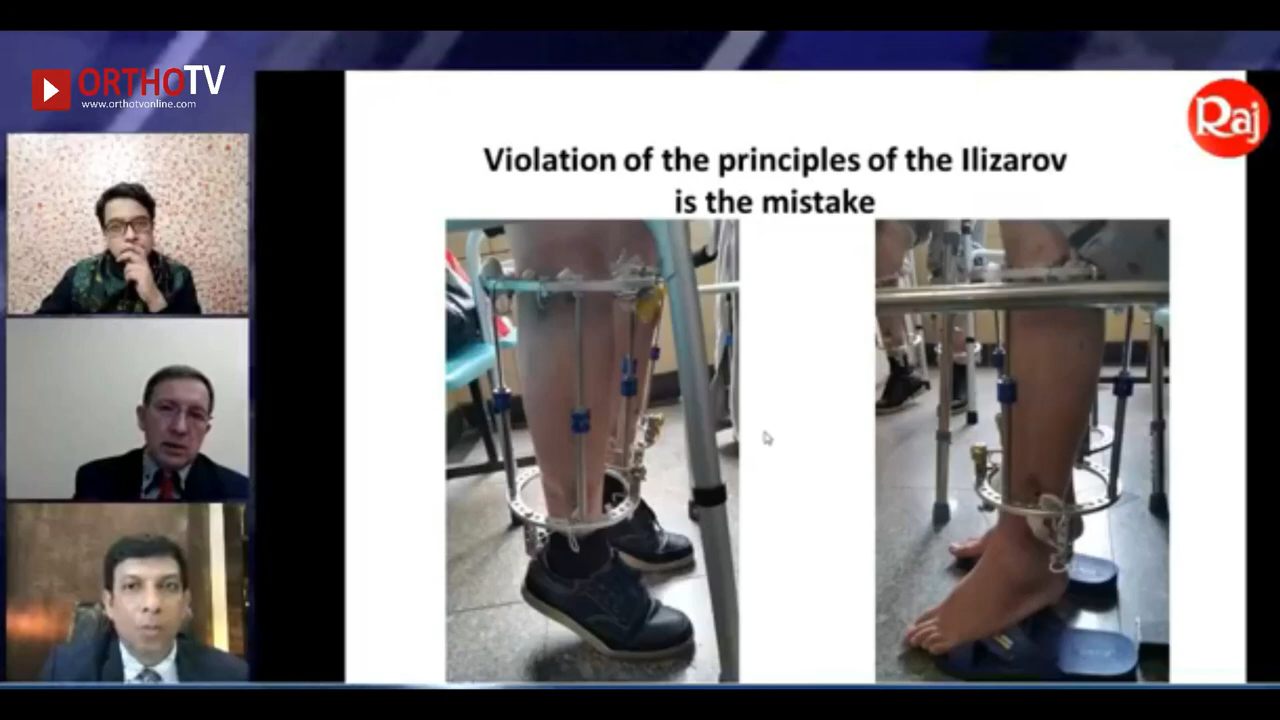 ORTHOTV
www.orthotvonline.com
Raj
Violation of the principles of the Ilizarov
is the mistake